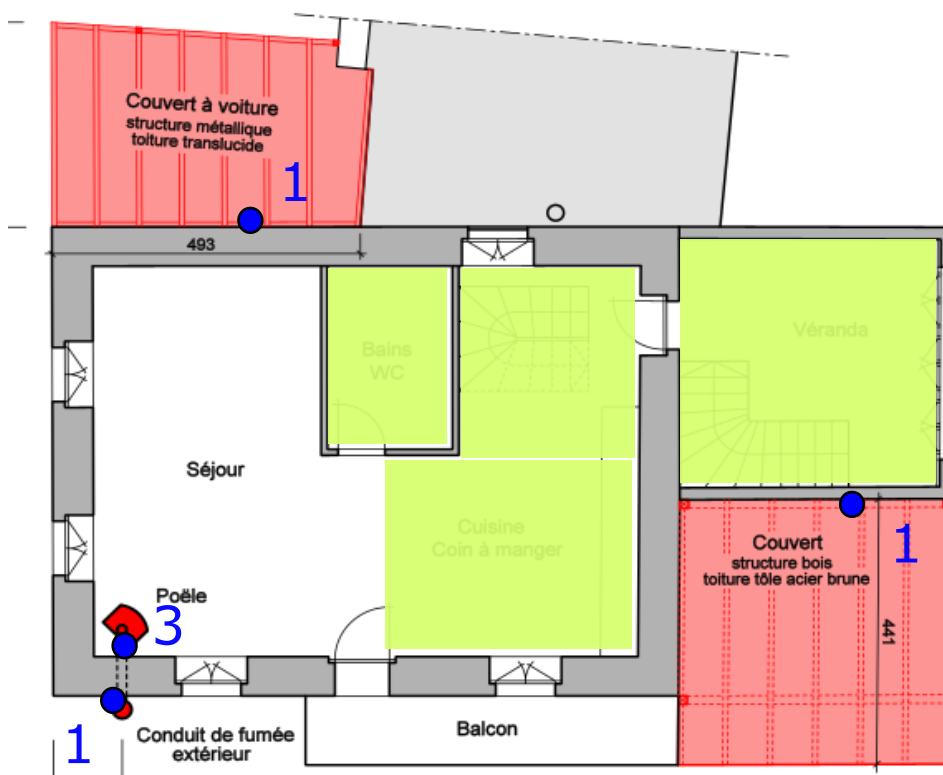 Couvert à voiture
structure métallique
toiture translucide
1
493
Bains
WC
Véranda
Séjour
Cuisine
Coin à manger
Couvert
structure bois
toiture tôle acier brune
1
441
Poële
3
1
Conduit de fumée
extérieur
Balcon